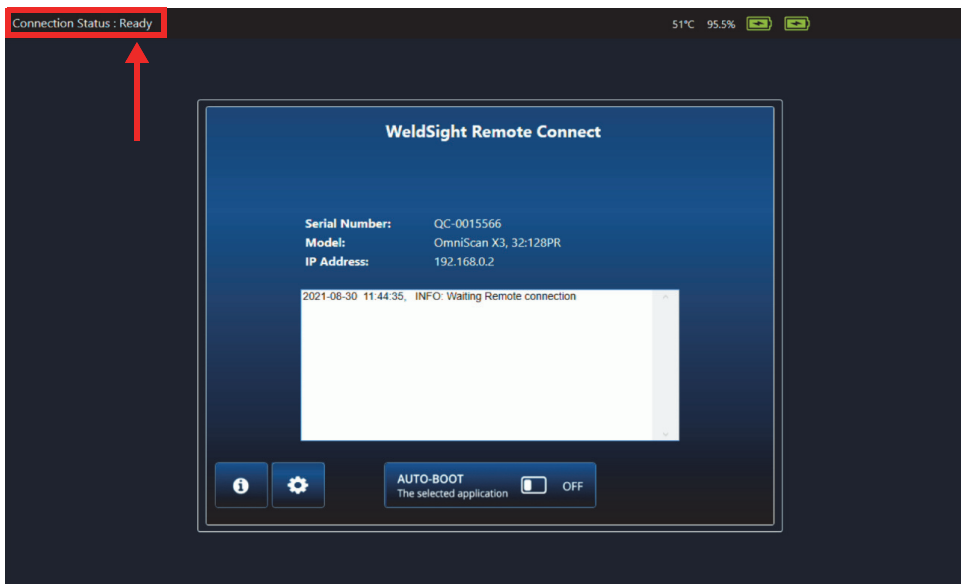 Connection Status : Ready
51°C 95.5%
WeldSight Remote Connect
Serial Number: QC-0015566
Model: OmniScan X3, 32:128PR
IP Address: 192.168.0.2
2021-08-30 11:44:35, INFO: Waiting Remote connection
AUTO-BOOT
The selected application OFF